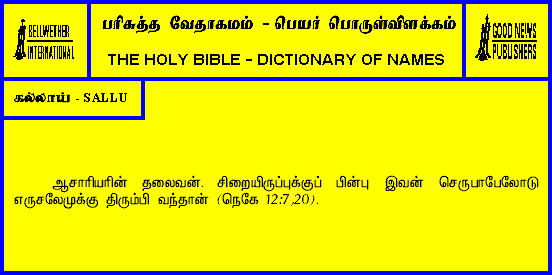 BELLWETHER
INTERNATIONAL
பரிசுத்த வேதாகமம் - பெயர் பொருள்விளக்கம்
THE HOLY BIBLE - DICTIONARY OF NAMES
GOOD NEWS
PUBLISHERS
கல்லாய் - SALLU
ஆசாரியரின் தலைவன். சிறையிருப்புக்குப் பின்பு இவன் செருபாபேலோடு
எருசலேமுக்கு திரும்பி வந்தான் (நெகே 12:7,20).